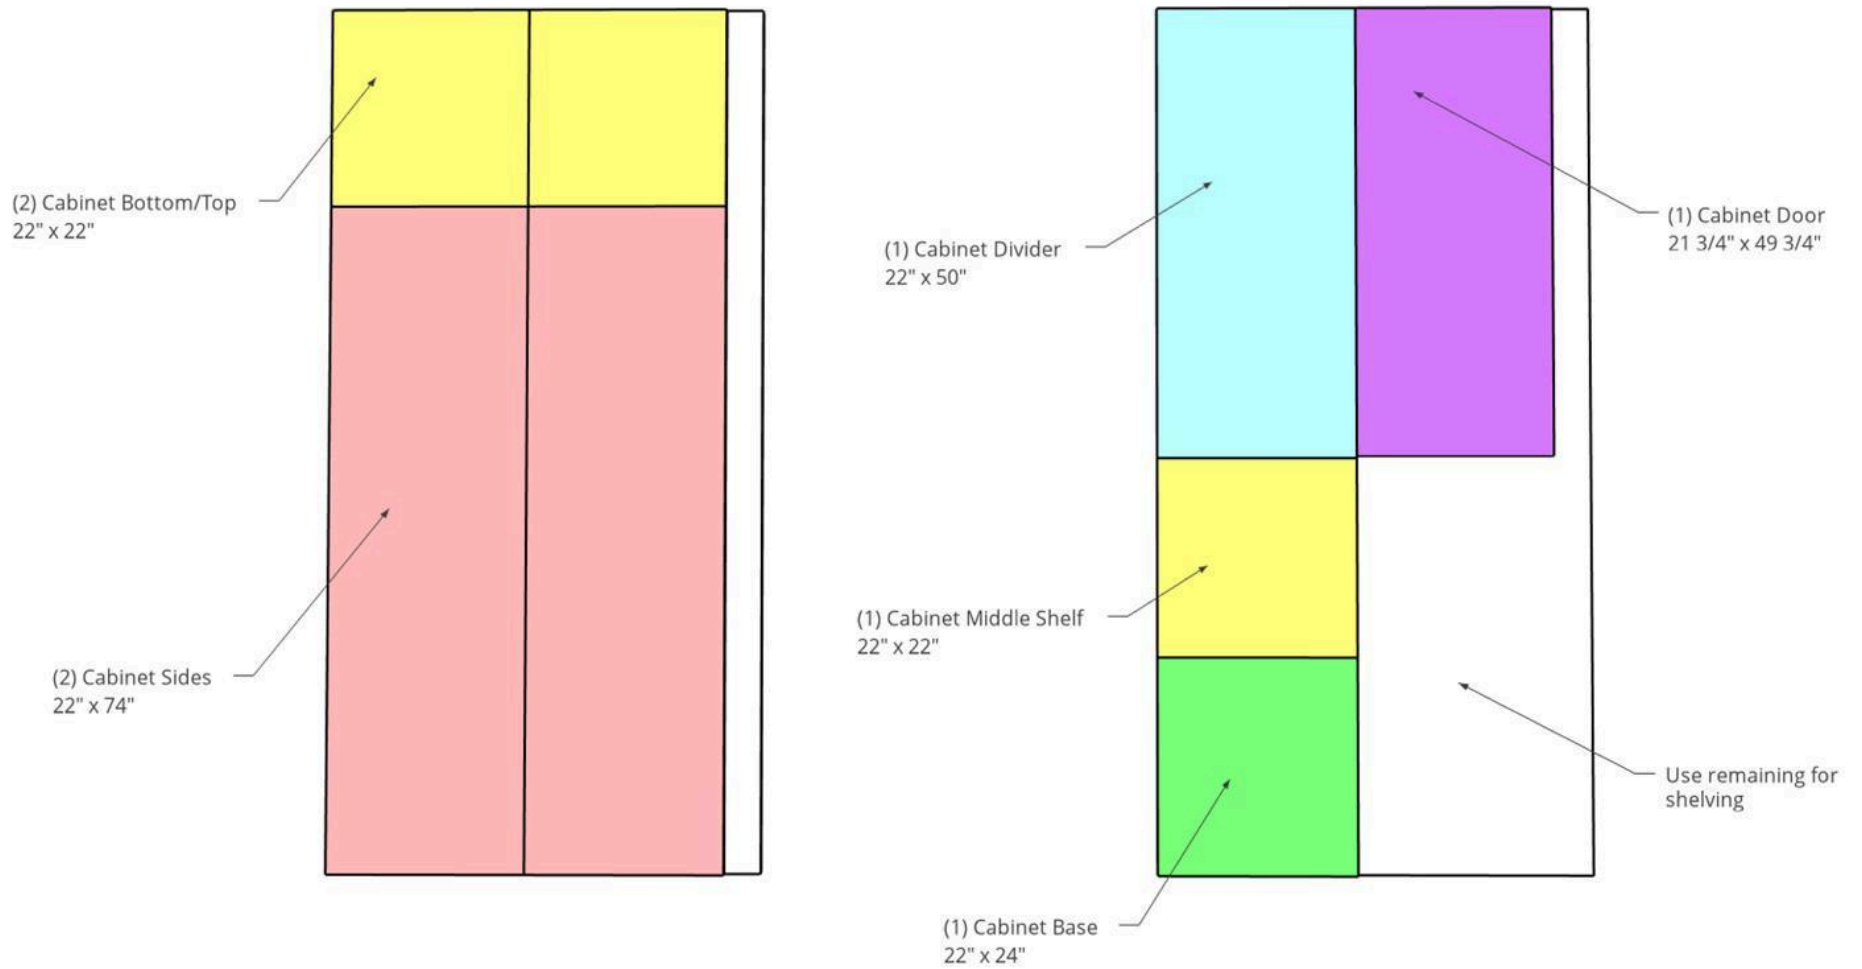 (2) Cabinet Bottom/Top
22" x 22"
(2) Cabinet Sides
22" x 74"
(1) Cabinet Divider
22" x 50"
(1) Cabinet Door
21 3/4" x 49 3/4"
(1) Cabinet Middle Shelf
22" x 22"
Use remaining for
shelving
(1) Cabinet Base
22" x 24"